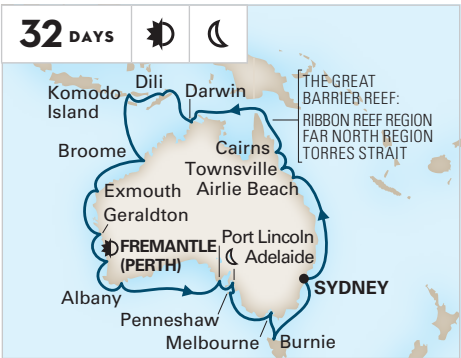 32 DAYS
Dili
Darwin
Komodo
Island
THE GREAT
BARRIER REEF:
RIBBON REEF REGION
FAR NORTH REGION
TORRES STRAIT
Broome
Cairns
Townsville
Airlie Beach
Exmouth
Geraldton
FREMANTLE
(PERTH)
Port Lincoln
Adelaide
SYDNEY
Albany
Penneshaw
Melbourne
Burnie